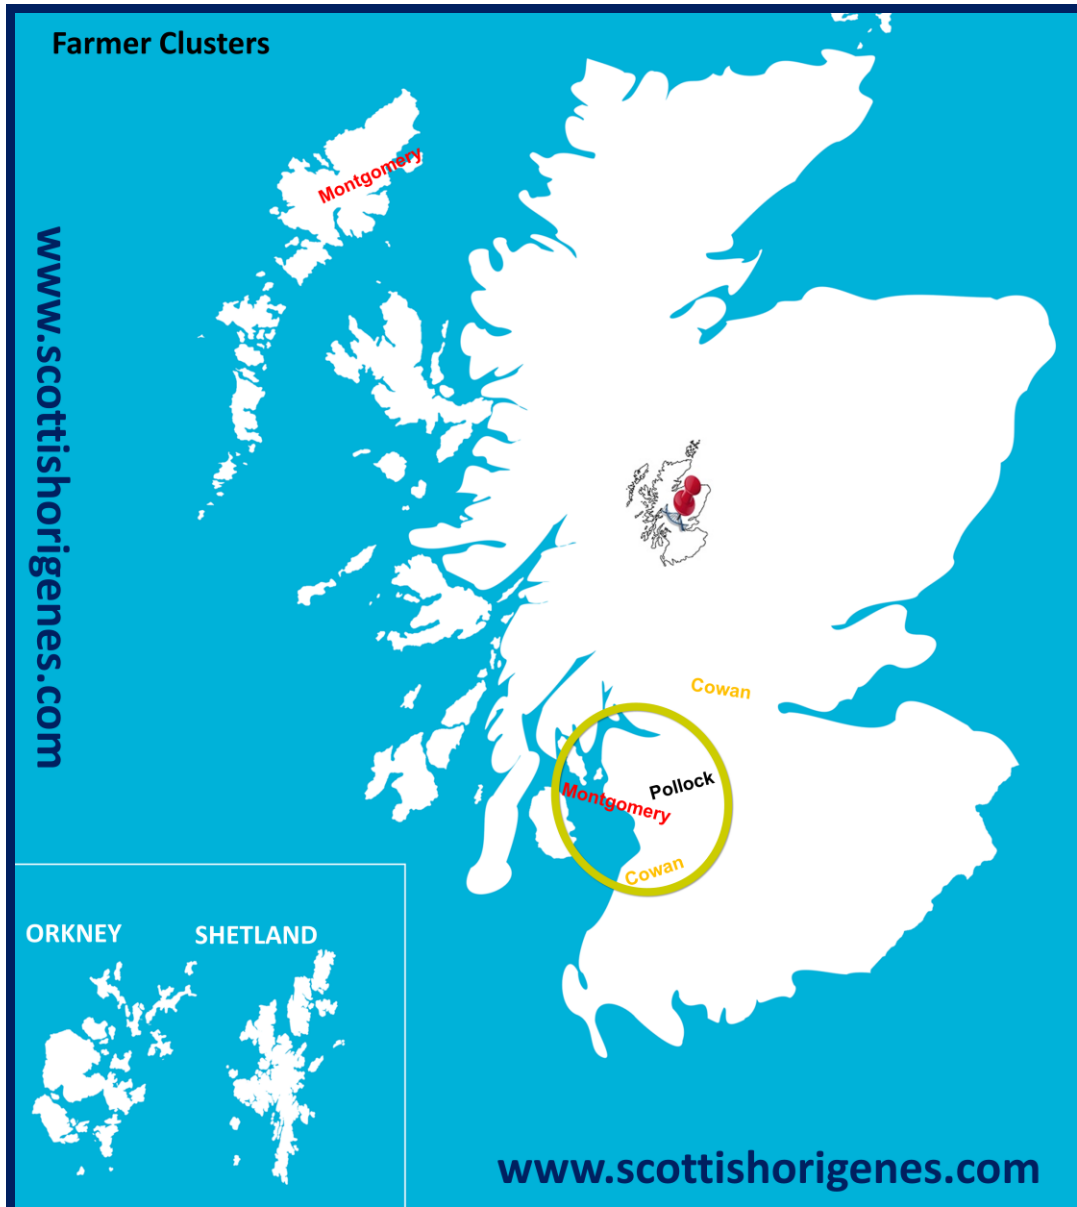 Farmer Clusters
Montgomery
www.scottishorigenes.com
Cowan
Pollock
Montgomery
Cowan
ORKNEY
SHETLAND
www.scottishorigenes.com